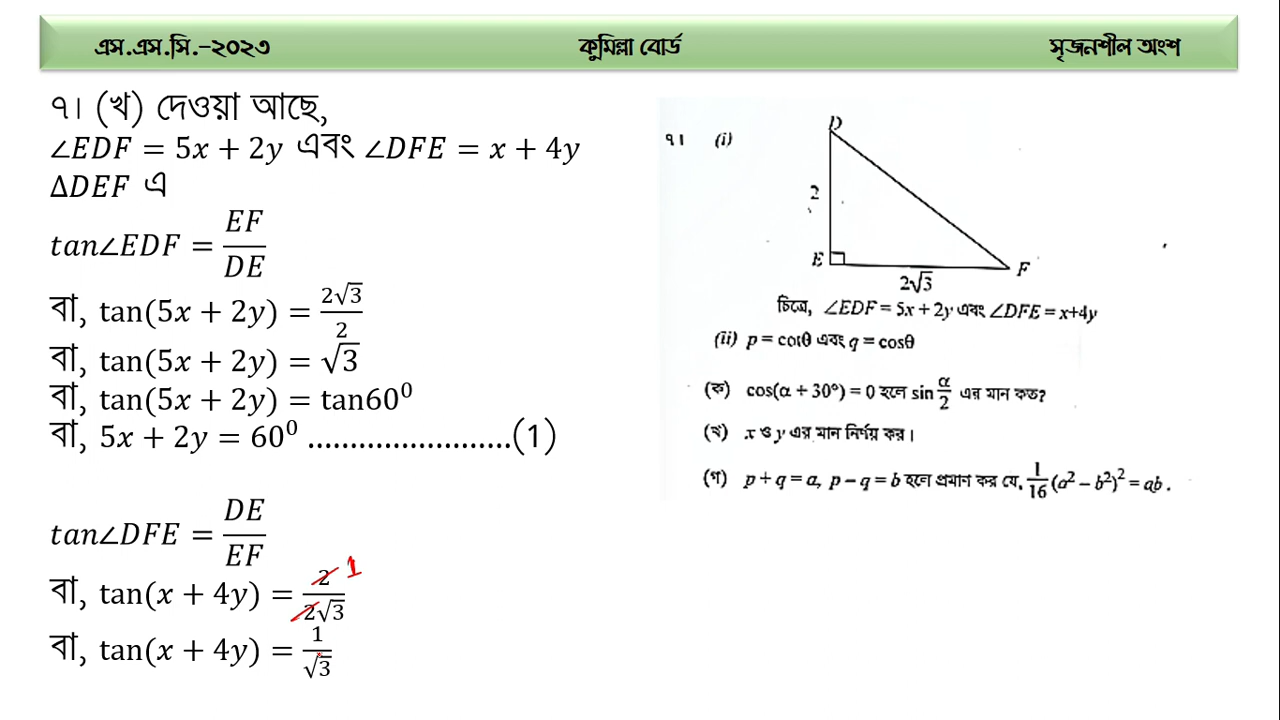 এস.এস.সি.-২০২৩ কুমিল্লা বোর্ড সৃজনশীল অংশ
৭। (খ) দেওয়া আছে,
∠EDF = 5x + 2y এবং ∠DFE = x + 4y
ΔDEF এ
tan∠EDF = EF/DE
বা, tan(5x + 2y) = 2√3/2
বা, tan(5x + 2y) = √3
বা, tan(5x + 2y) = tan60⁰
বা, 5x + 2y = 60⁰ ........................(1)
tan∠DFE = DE/EF
বা, tan(x + 4y) = 2/2√3 1
বা, tan(x + 4y) = 1/√3
৭। (i)
D
2
E
F
2√3
চিত্রে, ∠EDF = 5x + 2y এবং ∠DFE = x+4y
(ii) p = cotθ এবং q = cosθ
(ক) cos(α + 30°) = 0 হলে sin α/2 এর মান কত?
(খ) x ও y এর মান নির্ণয় কর।
(গ) p + q = a, p – q = b হলে প্রমাণ কর যে, 1/16 (a² – b²)² = ab .